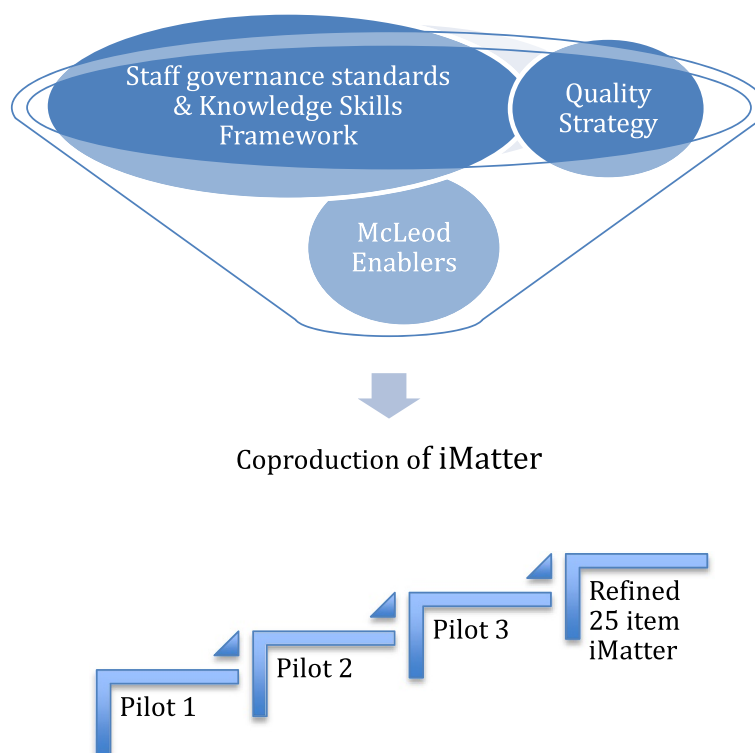 Staff governance standards
& Knowledge Skills
Framework
Quality
Strategy
McLeod
Enablers
Coproduction of iMatter
Pilot 1
Pilot 2
Pilot 3
Refined
25 item
iMatter